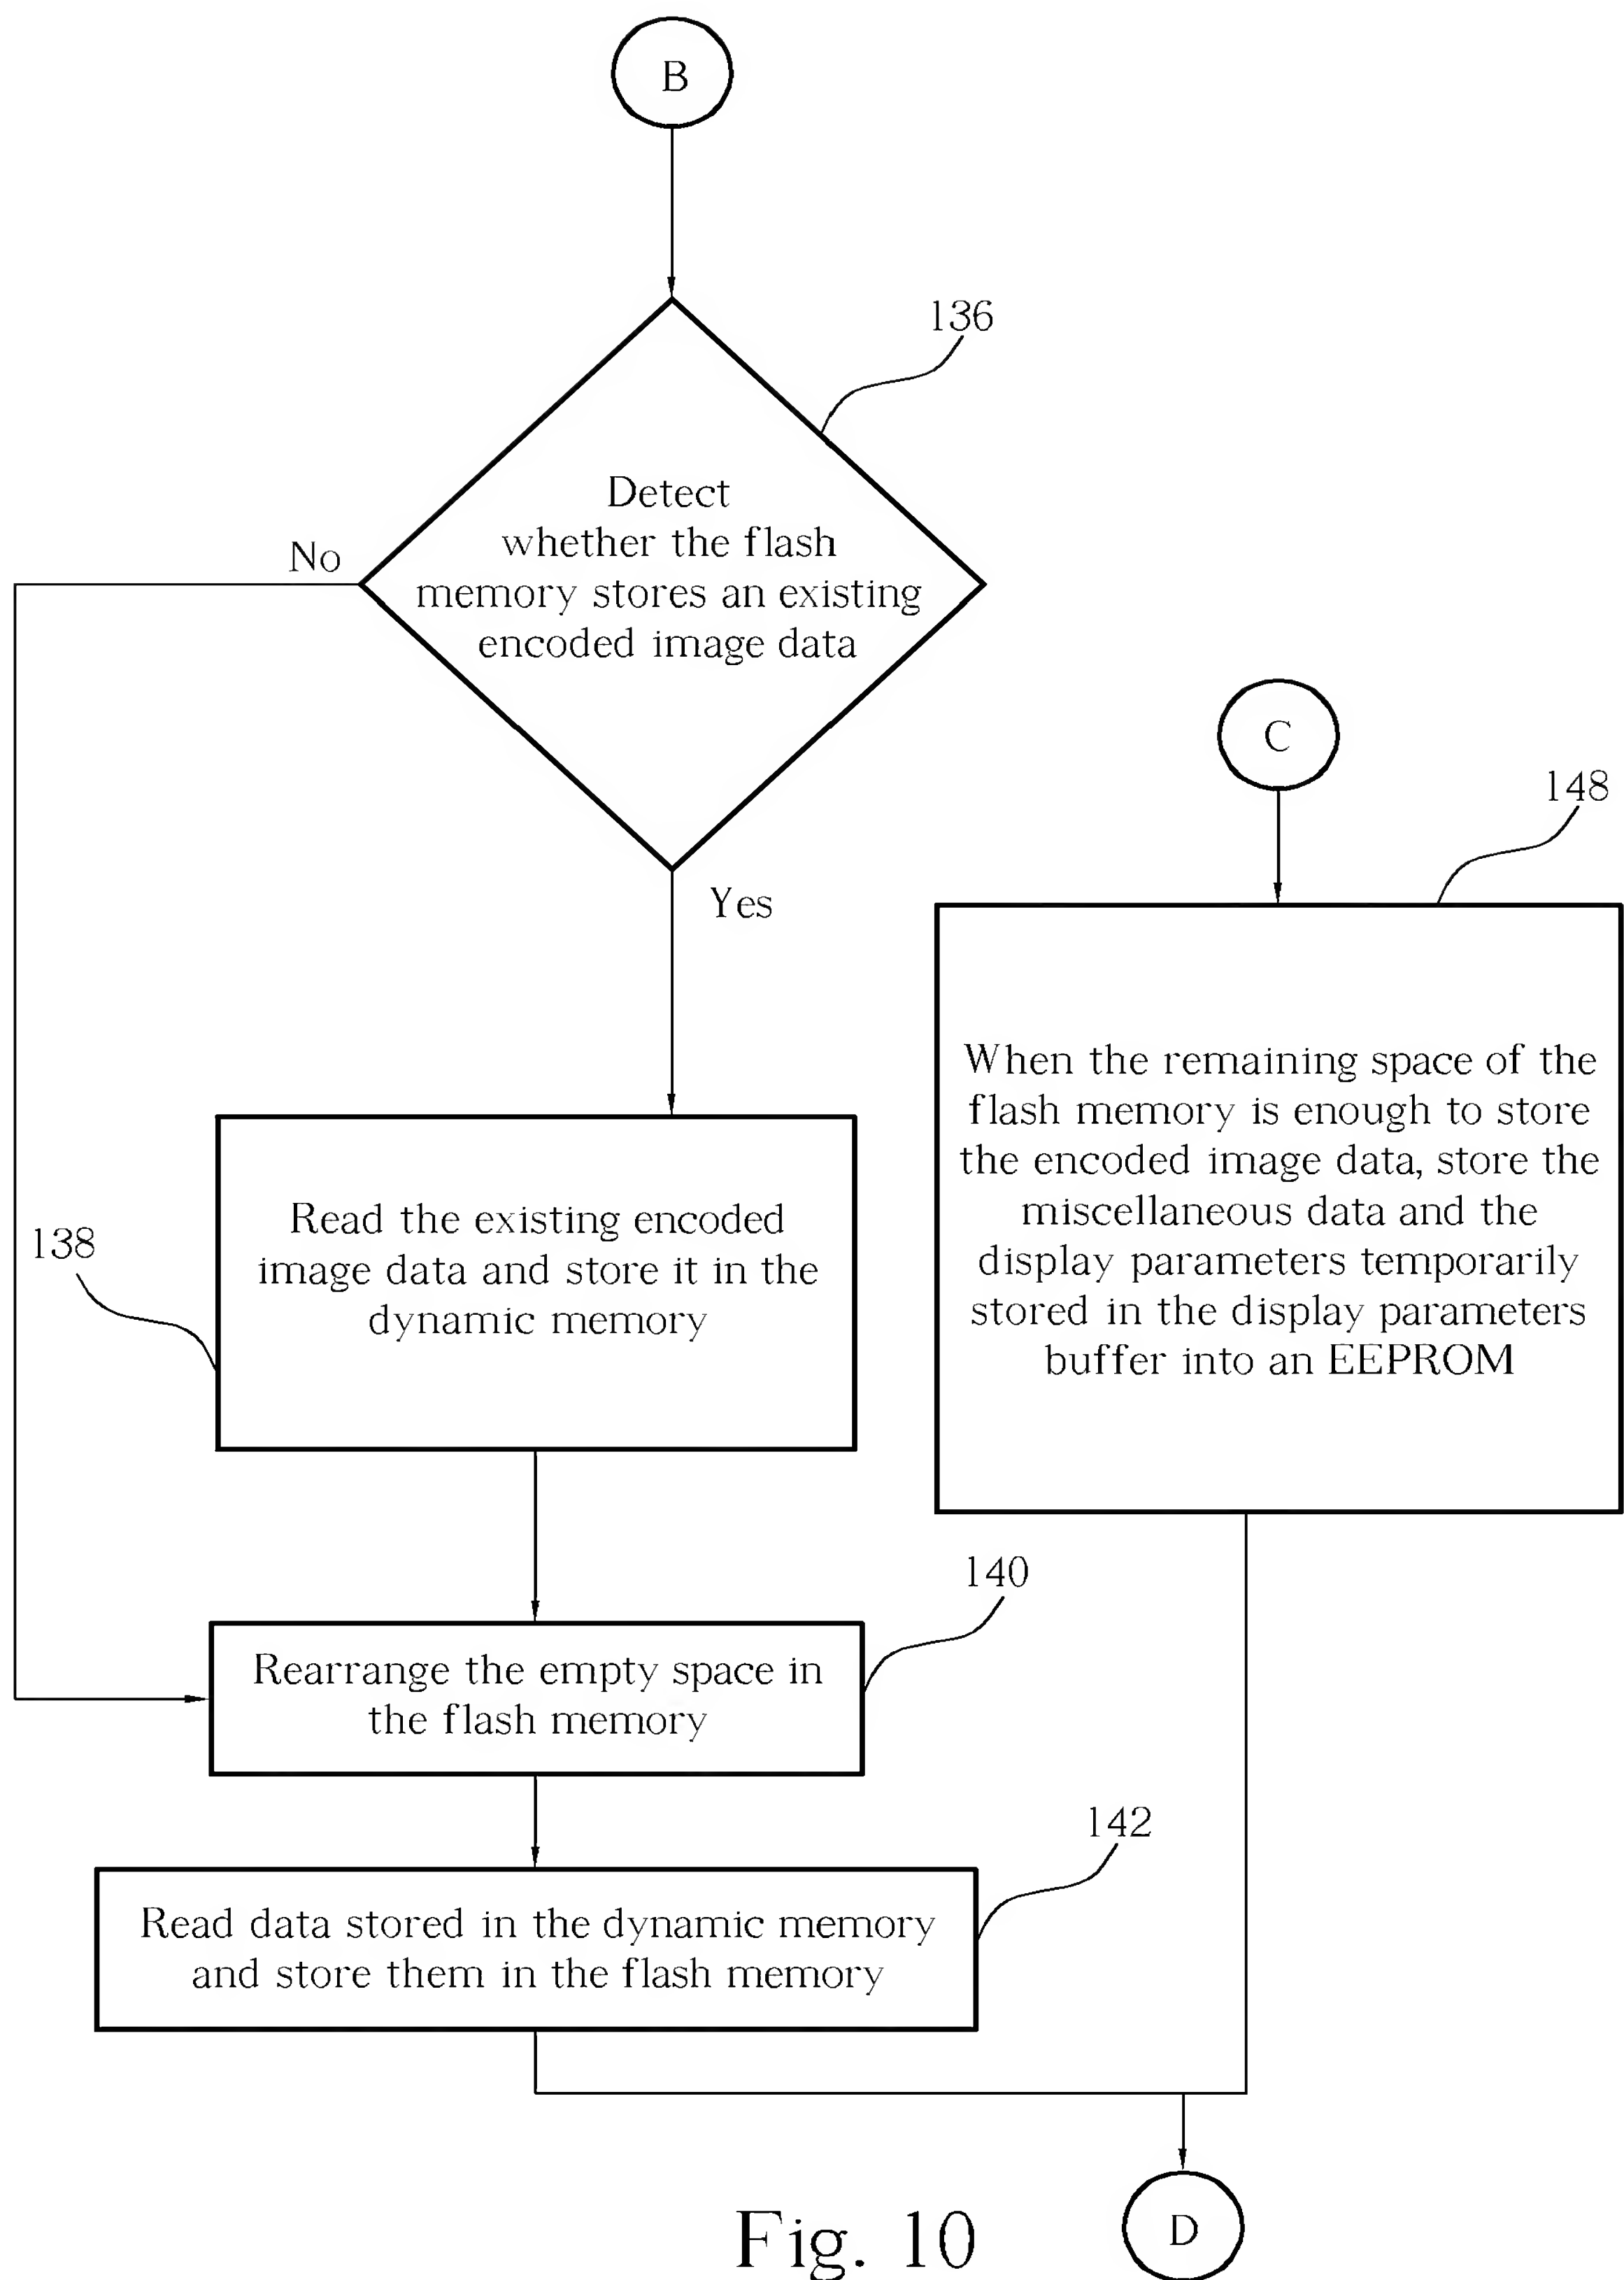 B
136
Detect
whether the flash
memory stores an existing
encoded image data
No
Yes
C
148
When the remaining space of the
flash memory is enough to store
the encoded image data, store the
miscellaneous data and the
display parameters temporarily
stored in the display parameters
buffer into an EEPROM
138
Read the existing encoded
image data and store it in the
dynamic memory
140
Rearrange the empty space in
the flash memory
142
Read data stored in the dynamic memory
and store them in the flash memory
D
Fig. 10